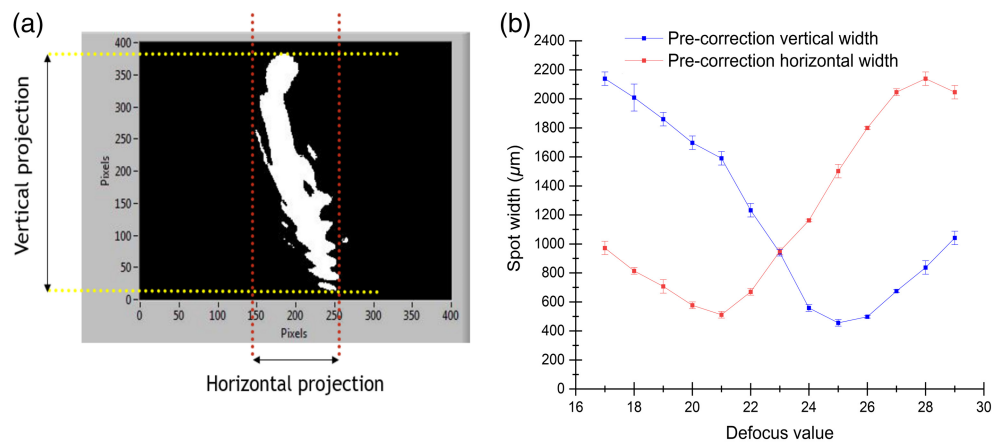 (a)
400
350
300
250
200
150
100
50
0
Pixels
0 50 100 150 200 250 300 350 400
Pixels
Vertical projection
Horizontal projection
(b)
Pre-correction vertical width
Pre-correction horizontal width
2400
2200
2000
1800
1600
1400
1200
1000
800
600
400
200
0
Spot width (µm)
16 18 20 22 24 26 28 30
Defocus value